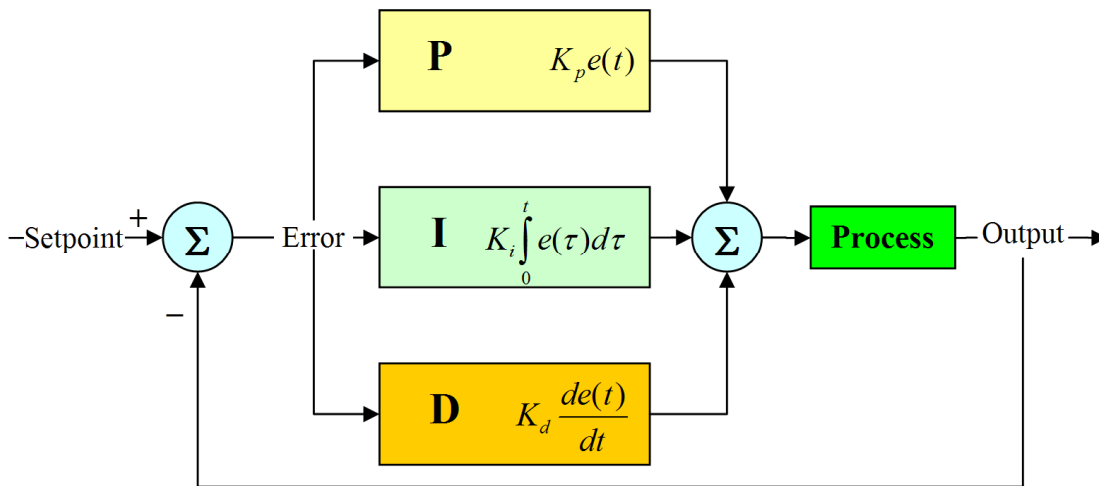 P K_p e(t)
+
Setpoint Σ Error I K_i ∫_0^t e(τ)dτ Σ Process Output
−
D K_d de(t)/dt